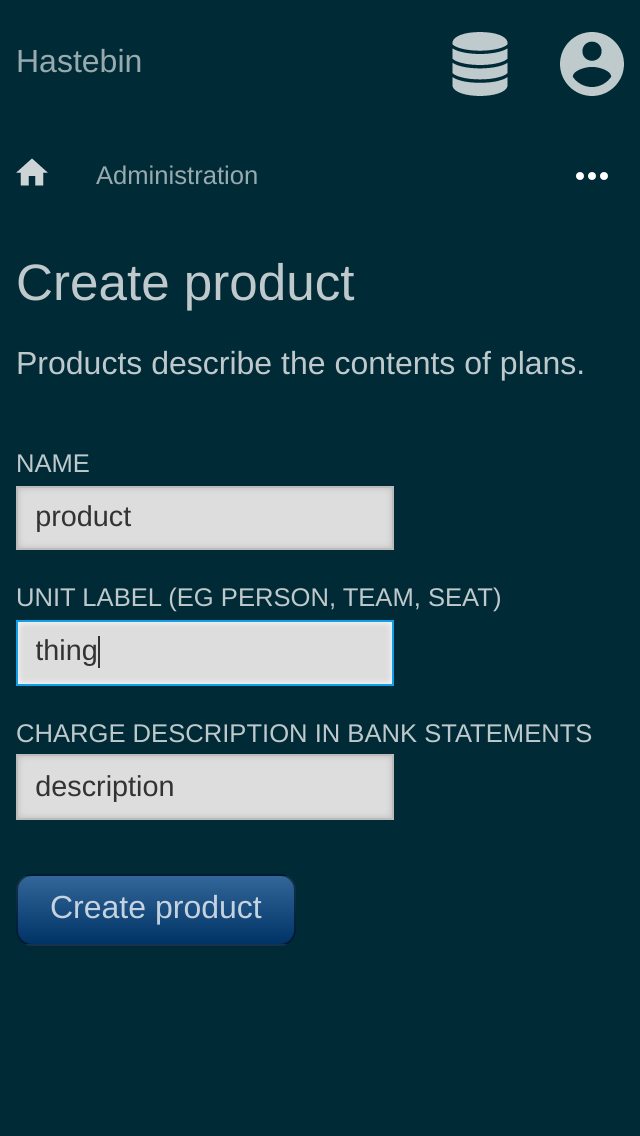 Hastebin
Administration
Create product
Products describe the contents of plans.
NAME
product
UNIT LABEL (EG PERSON, TEAM, SEAT)
thing
CHARGE DESCRIPTION IN BANK STATEMENTS
description
Create product